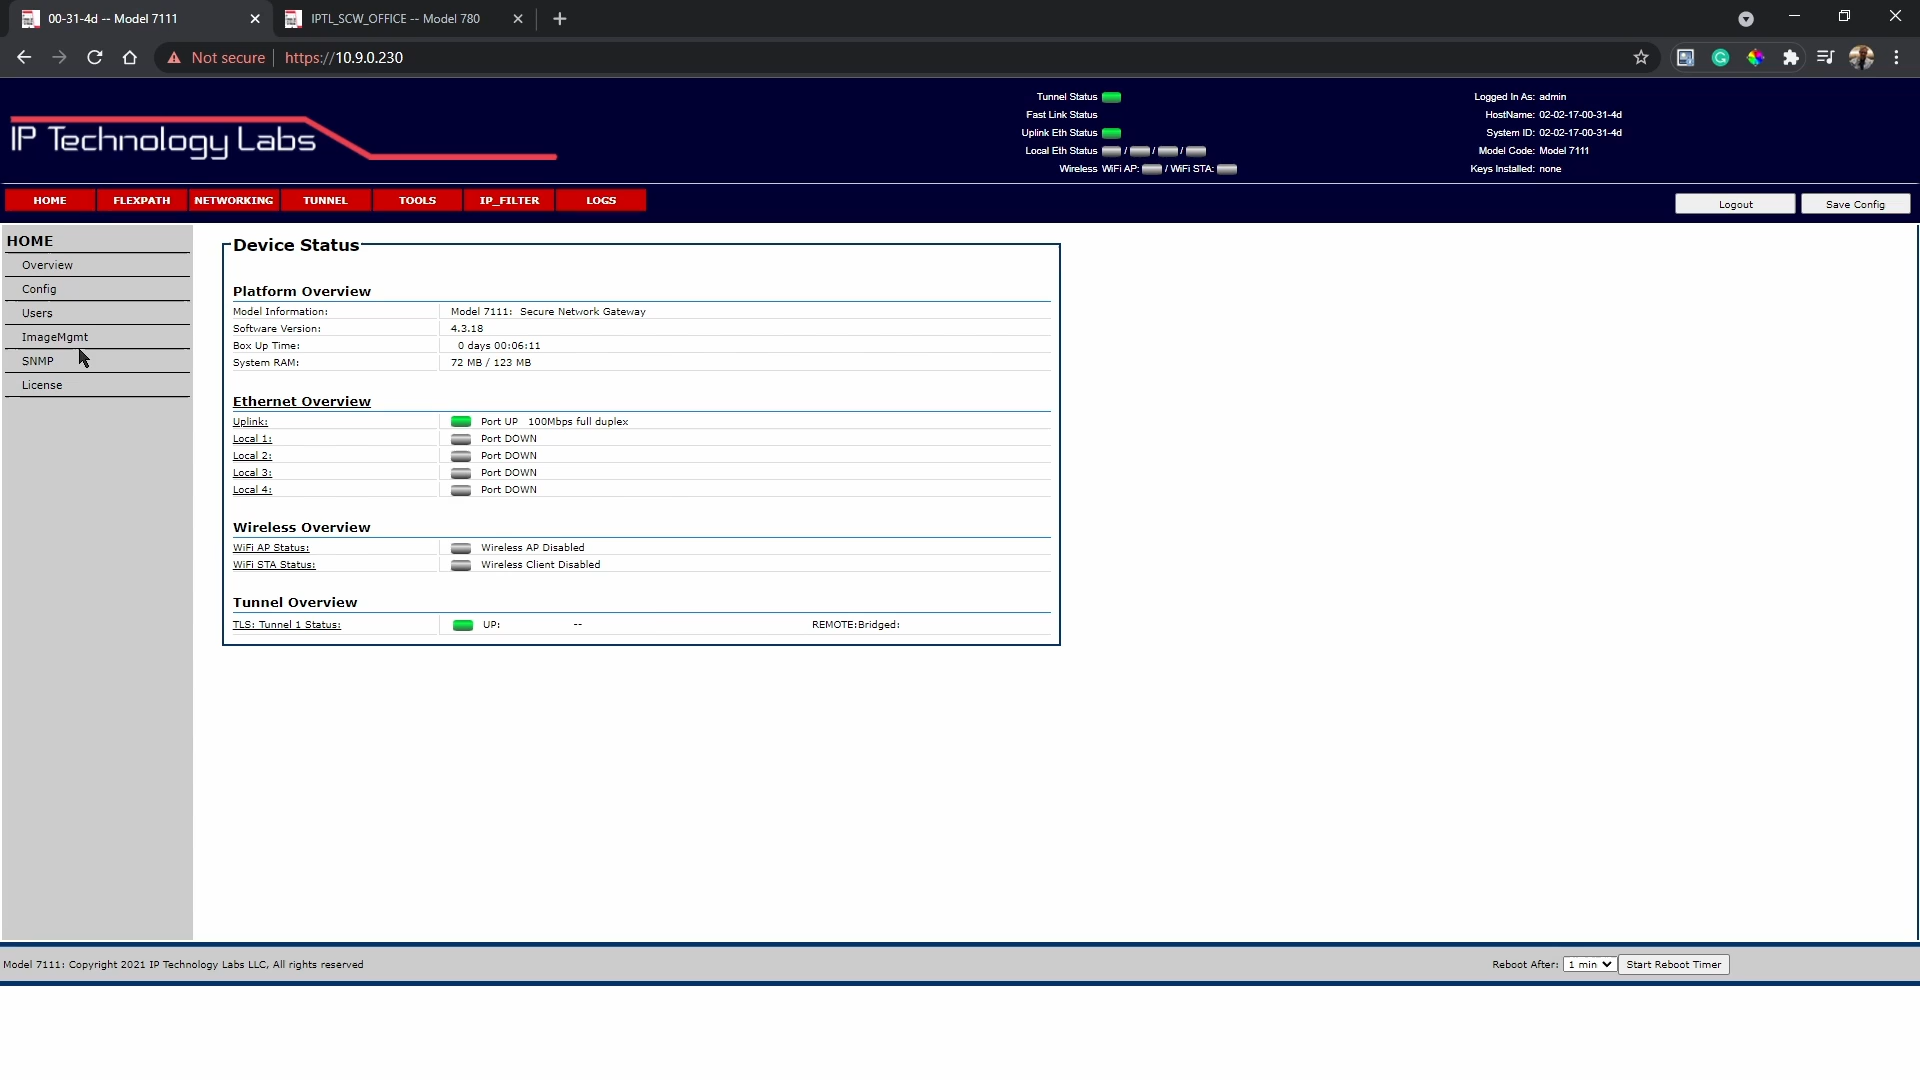 00-31-4d -- Model 7111
IPTL_SCW_OFFICE -- Model 780
Not secure
https://10.9.0.230
IP Technology Labs
Tunnel Status
Fast Link Status
Uplink Eth Status
Local Eth Status / / /
Wireless WiFi AP: / WiFi STA:
Logged In As: admin
HostName: 02-02-17-00-31-4d
System ID: 02-02-17-00-31-4d
Model Code: Model 7111
Keys Installed: none
HOME FLEXPATH NETWORKING TUNNEL TOOLS IP_FILTER LOGS
Logout Save Config
HOME
Overview
Config
Users
ImageMgmt
SNMP
License
Device Status
Platform Overview
Model Information: Model 7111: Secure Network Gateway
Software Version: 4.3.18
Box Up Time: 0 days 00:06:11
System RAM: 72 MB / 123 MB
Ethernet Overview
Uplink: Port UP 100Mbps full duplex
Local 1: Port DOWN
Local 2: Port DOWN
Local 3: Port DOWN
Local 4: Port DOWN
Wireless Overview
WiFi AP Status: Wireless AP Disabled
WiFi STA Status: Wireless Client Disabled
Tunnel Overview
TLS: Tunnel 1 Status: UP: -- REMOTE:Bridged:
Model 7111: Copyright 2021 IP Technology Labs LLC, All rights reserved
Reboot After: 1 min Start Reboot Timer